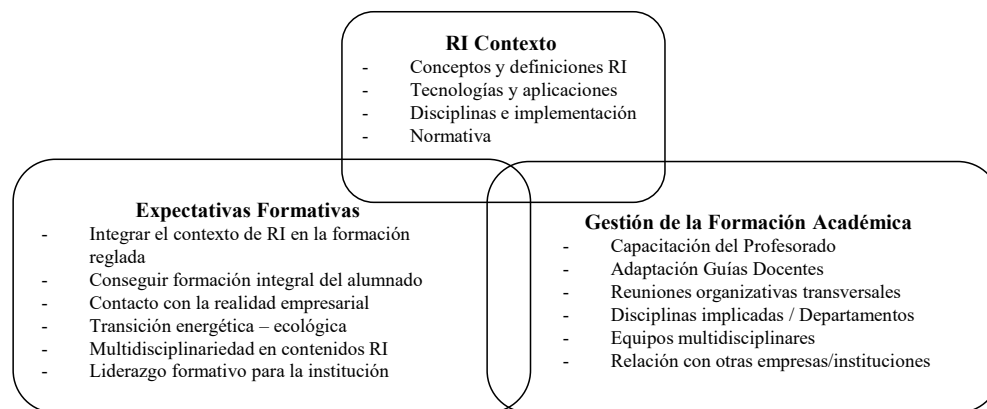 RI Contexto
- Conceptos y definiciones RI
- Tecnologías y aplicaciones
- Disciplinas e implementación
- Normativa
Expectativas Formativas
- Integrar el contexto de RI en la formación
reglada
- Conseguir formación integral del alumnado
- Contacto con la realidad empresarial
- Transición energética – ecológica
- Multidisciplinariedad en contenidos RI
- Liderazgo formativo para la institución
Gestión de la Formación Académica
- Capacitación del Profesorado
- Adaptación Guías Docentes
- Reuniones organizativas transversales
- Disciplinas implicadas / Departamentos
- Equipos multidisciplinares
- Relación con otras empresas/instituciones